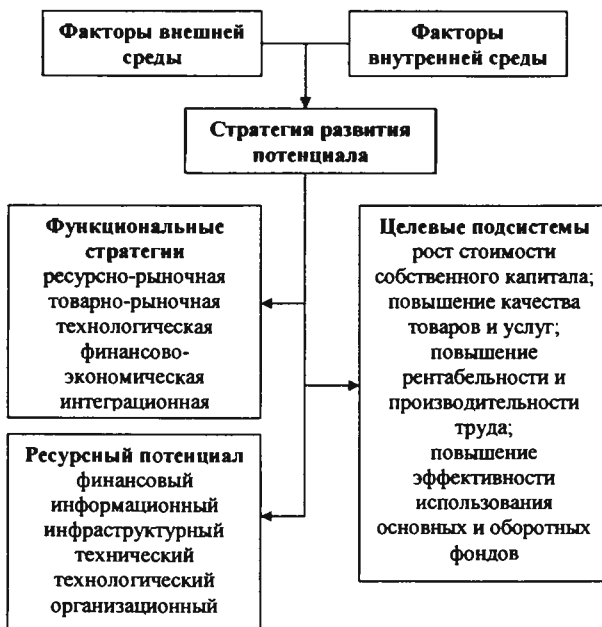 Факторы внешней
среды
Факторы
внутренней среды
Стратегия развития
потенциала
Функциональные
стратегии
ресурсно-рыночная
товарно-рыночная
технологическая
финансово-
экономическая
интеграционная
Ресурсный потенциал
финансовый
информационный
инфраструктурный
технический
технологический
организационный
Целевые подсистемы
рост стоимости
собственного капитала;
повышение качества
товаров и услуг;
повышение
рентабельности и
производительности
труда;
повышение
эффективности
использования
основных и оборотных
фондов